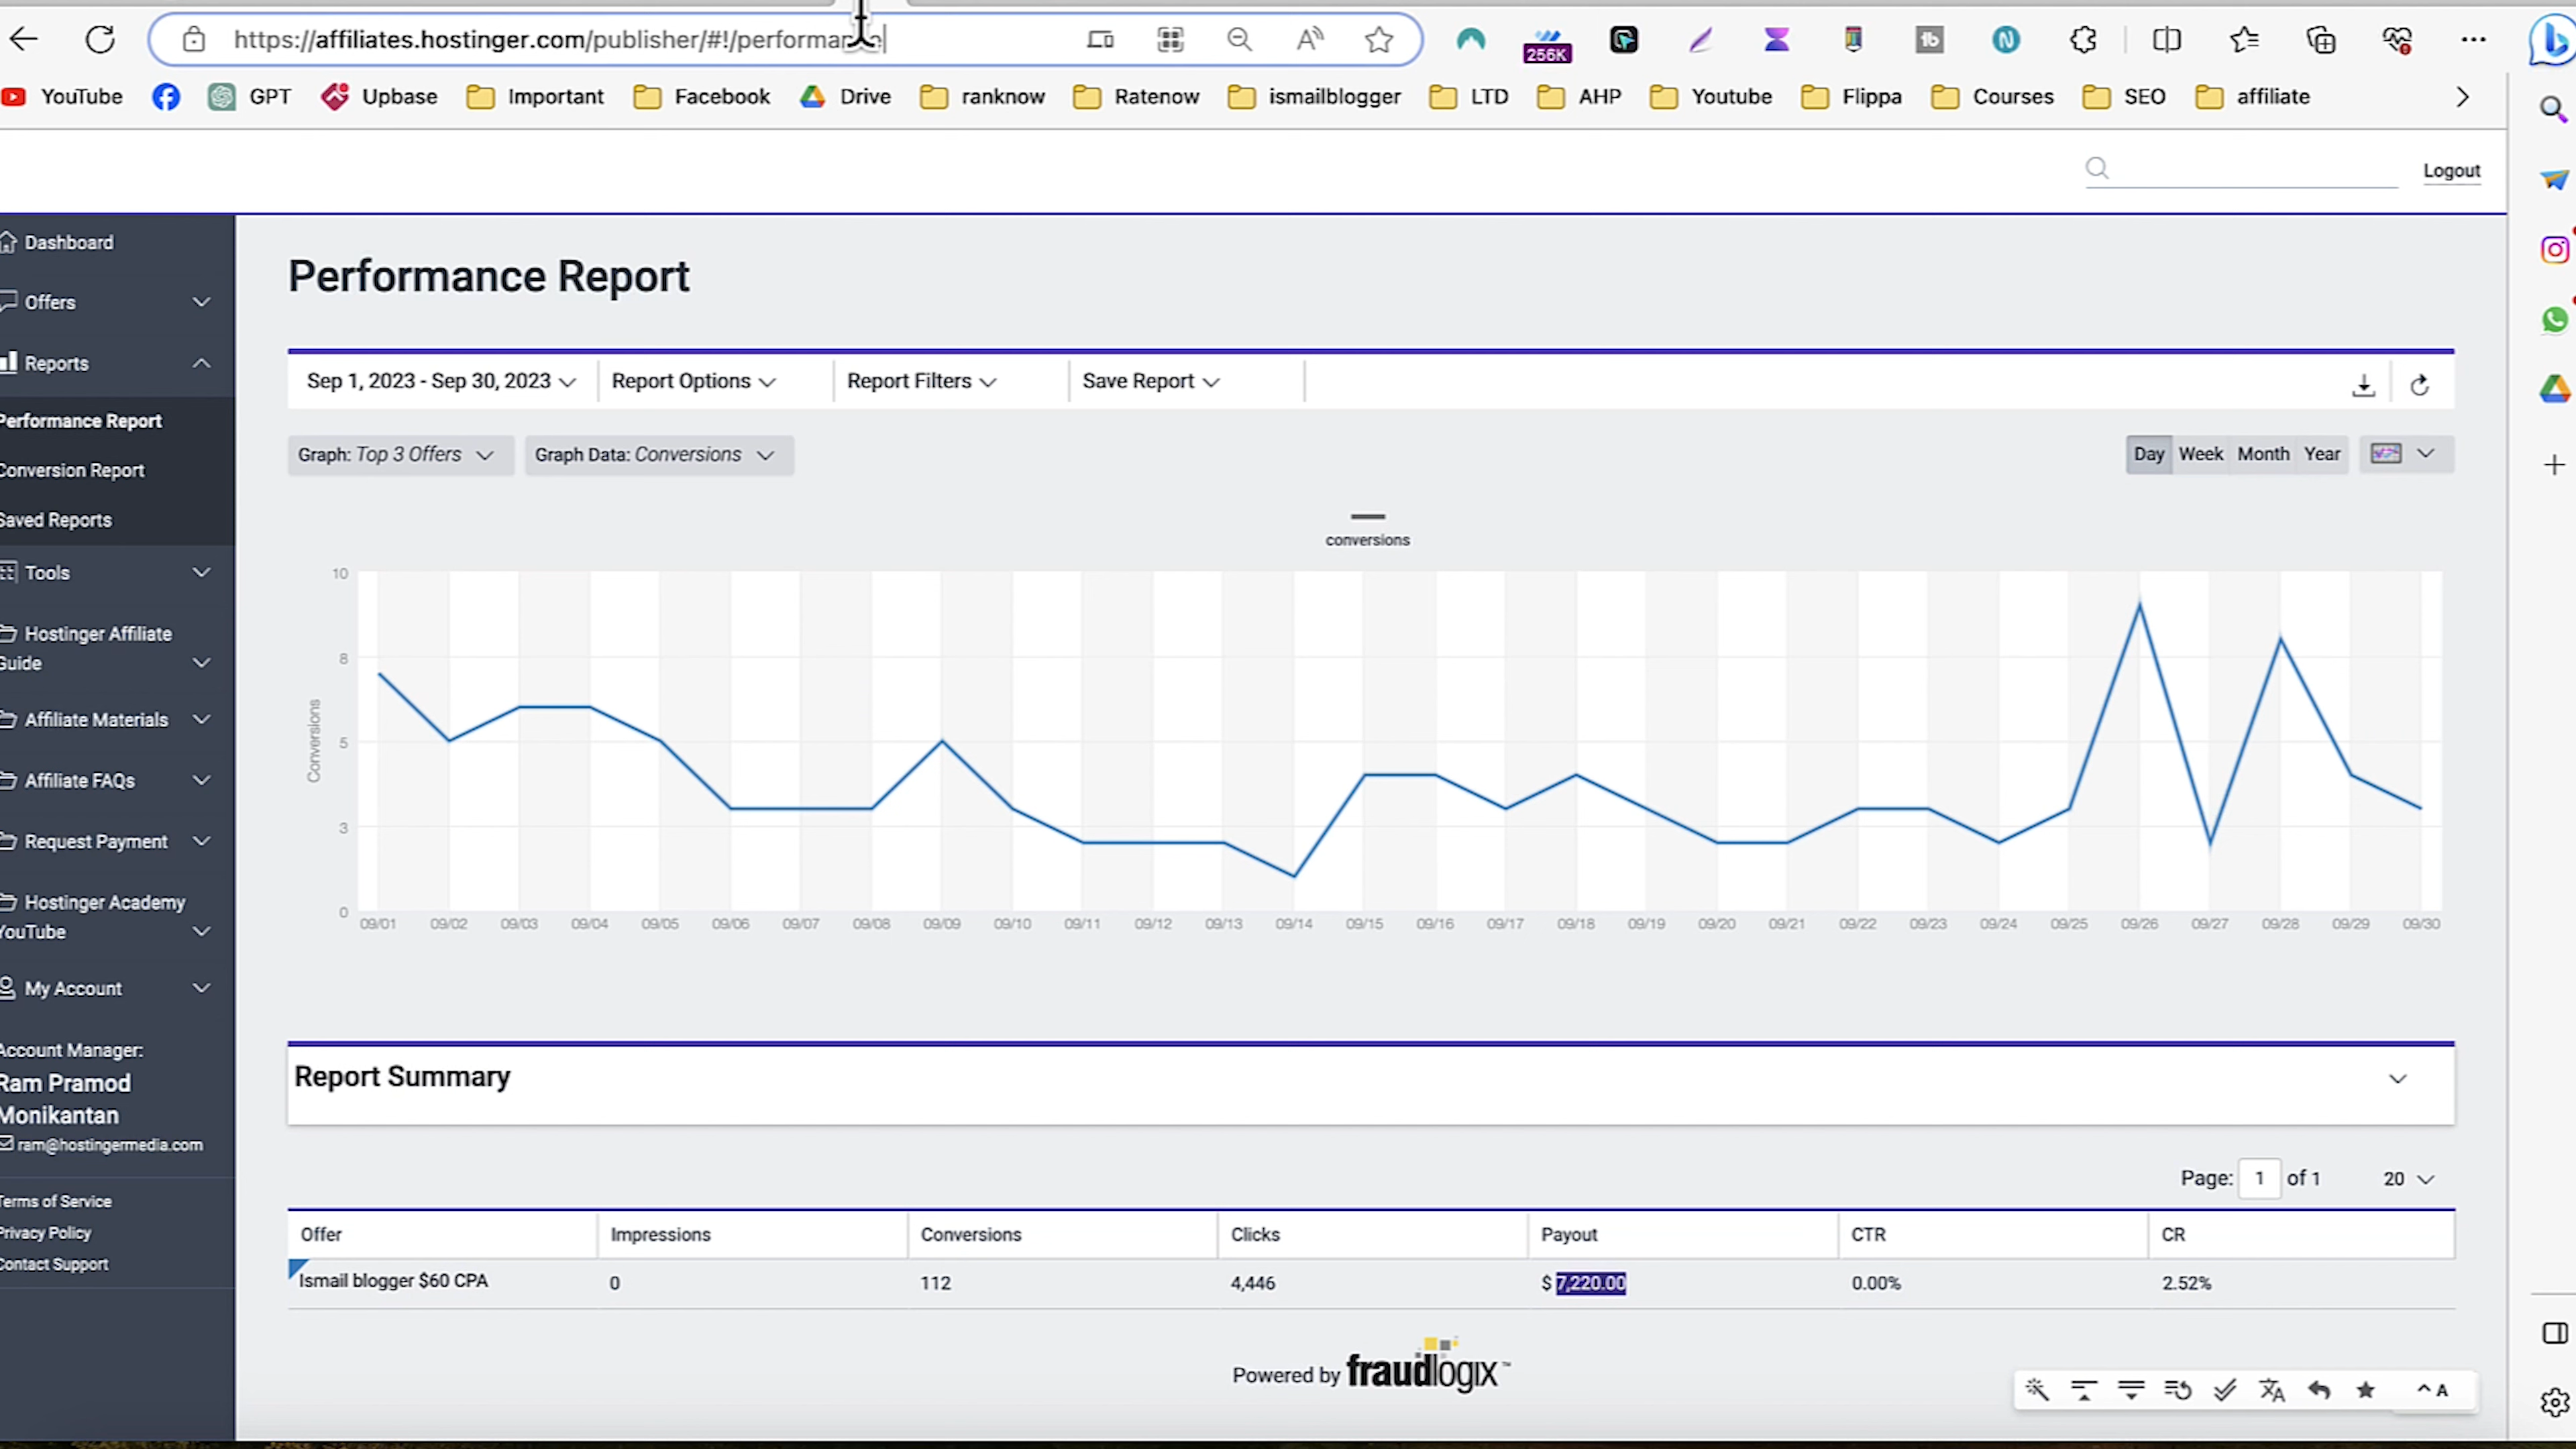 https://affiliates.hostinger.com/publisher/#!/performance
256K
YouTube GPT Upbase Important Facebook Drive ranknow Ratenow ismailblogger LTD AHP Youtube Flippa Courses SEO affiliate
Logout
Dashboard
Offers
Reports
Performance Report
Conversion Report
Saved Reports
Tools
Hostinger Affiliate
Guide
Affiliate Materials
Affiliate FAQs
Request Payment
Hostinger Academy
YouTube
My Account
Account Manager:
Ram Pramod
Monikantan
ram@hostingermedia.com
Terms of Service
Privacy Policy
Contact Support
Performance Report
Sep 1, 2023 - Sep 30, 2023 Report Options Report Filters Save Report
Graph: Top 3 Offers Graph Data: Conversions Day Week Month Year
conversions
Conversions
10
8
5
3
0
09/01 09/02 09/03 09/04 09/05 09/06 09/07 09/08 09/09 09/10 09/11 09/12 09/13 09/14 09/15 09/16 09/17 09/18 09/19 09/20 09/21 09/22 09/23 09/24 09/25 09/26 09/27 09/28 09/29 09/30
Report Summary
Page: 1 of 1 20
Offer Impressions Conversions Clicks Payout CTR CR
Ismail blogger $60 CPA 0 112 4,446 $ 7,220.00 0.00% 2.52%
Powered by fraudlogix™
A